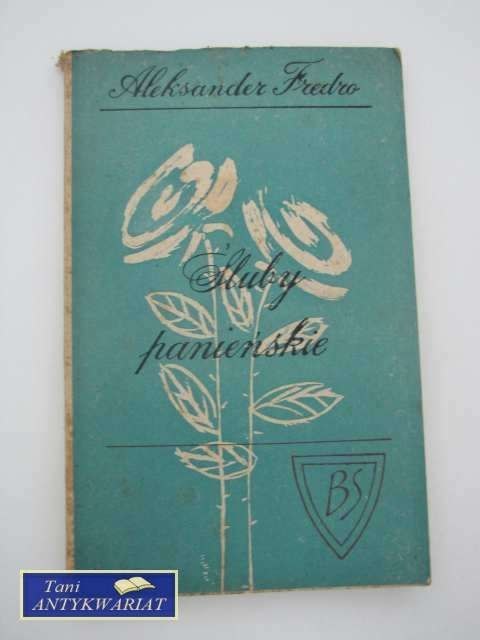 Aleksander Fredro
Śluby
panieńskie
BS
Tani
ANTYKWARIAT